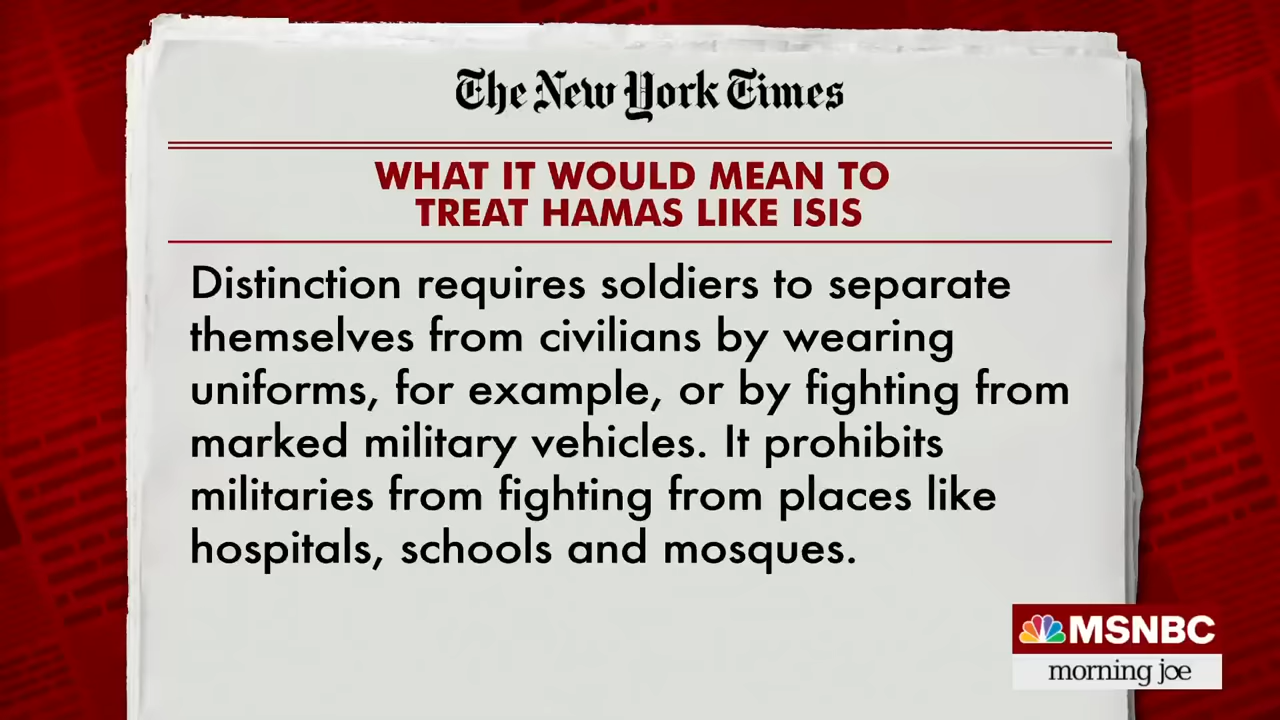 The New York Times
WHAT IT WOULD MEAN TO
TREAT HAMAS LIKE ISIS
Distinction requires soldiers to separate
themselves from civilians by wearing
uniforms, for example, or by fighting from
marked military vehicles. It prohibits
militaries from fighting from places like
hospitals, schools and mosques.
MSNBC
morning joe